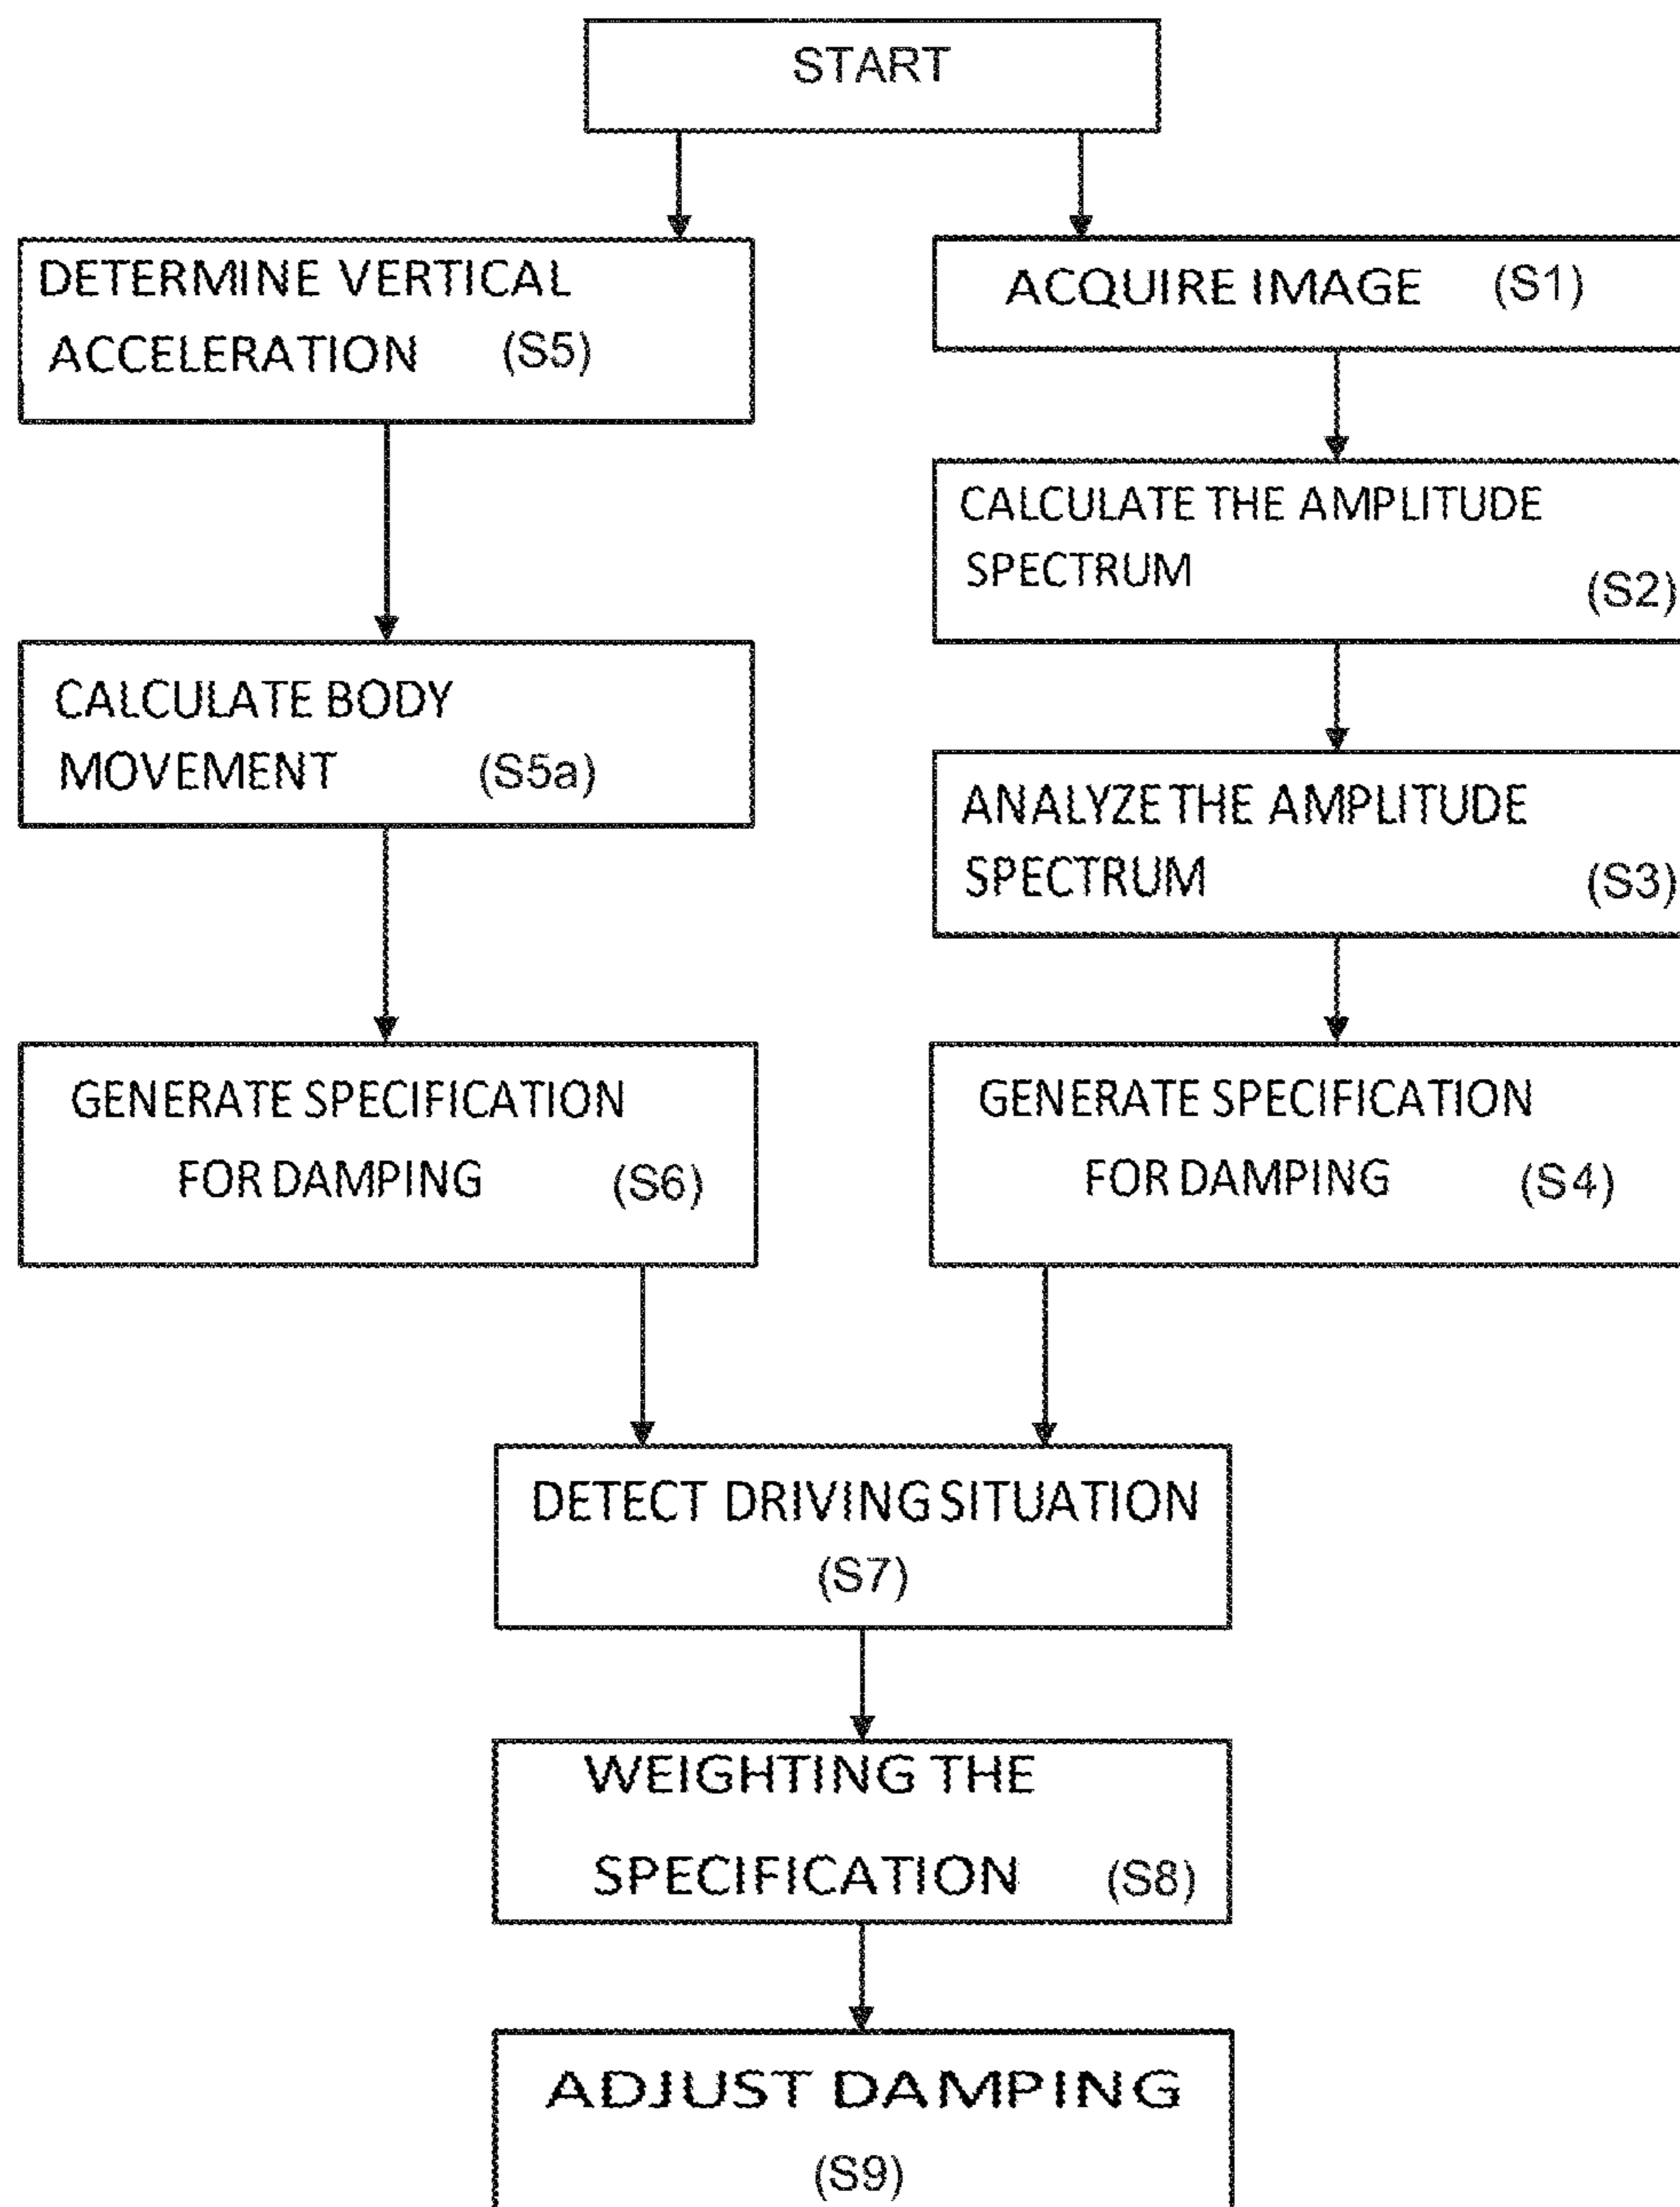 START
DETERMINE VERTICAL
ACCELERATION (S5)
ACQUIRE IMAGE (S1)
CALCULATE THE AMPLITUDE
SPECTRUM (S2)
CALCULATE BODY
MOVEMENT (S5a)
ANALYZE THE AMPLITUDE
SPECTRUM (S3)
GENERATE SPECIFICATION
FOR DAMPING (S6)
GENERATE SPECIFICATION
FOR DAMPING (S4)
DETECT DRIVING SITUATION
(S7)
WEIGHTING THE
SPECIFICATION (S8)
ADJUST DAMPING
(S9)